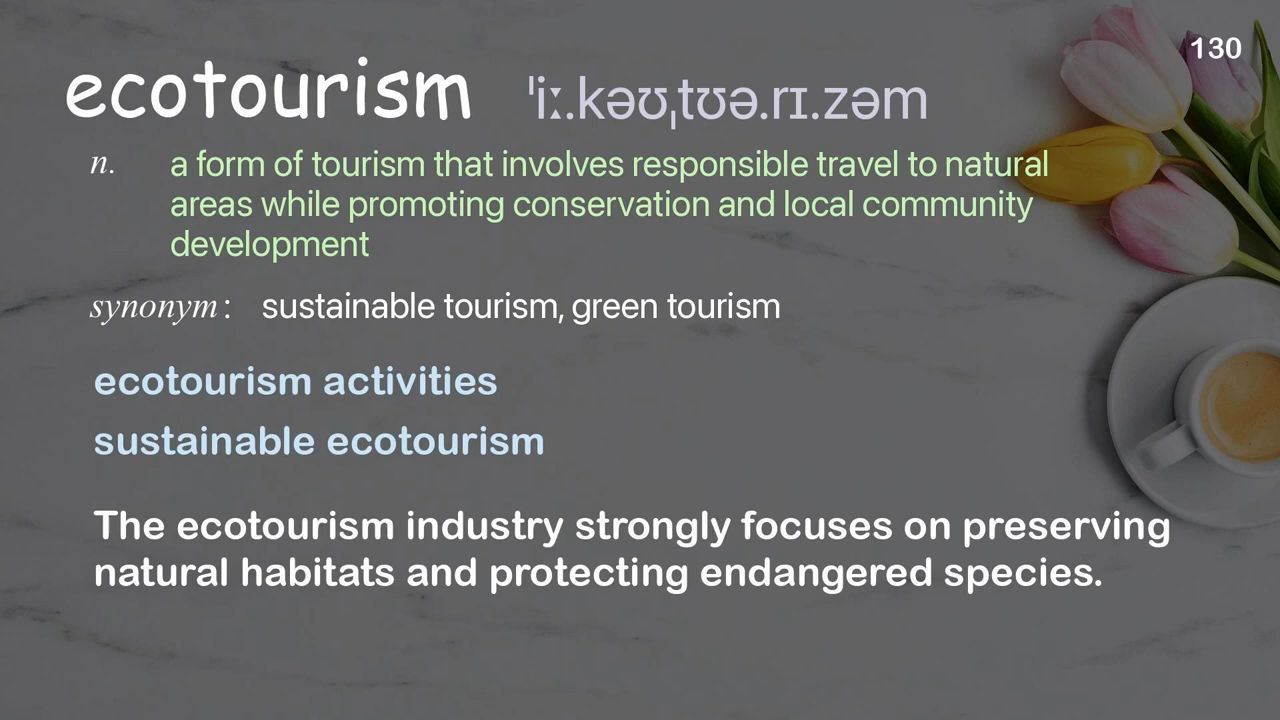 130
ecotourism ˈiː.kəʊˌtʊə.rɪ.zəm
n. a form of tourism that involves responsible travel to natural
areas while promoting conservation and local community
development
synonym: sustainable tourism, green tourism
ecotourism activities
sustainable ecotourism
The ecotourism industry strongly focuses on preserving
natural habitats and protecting endangered species.